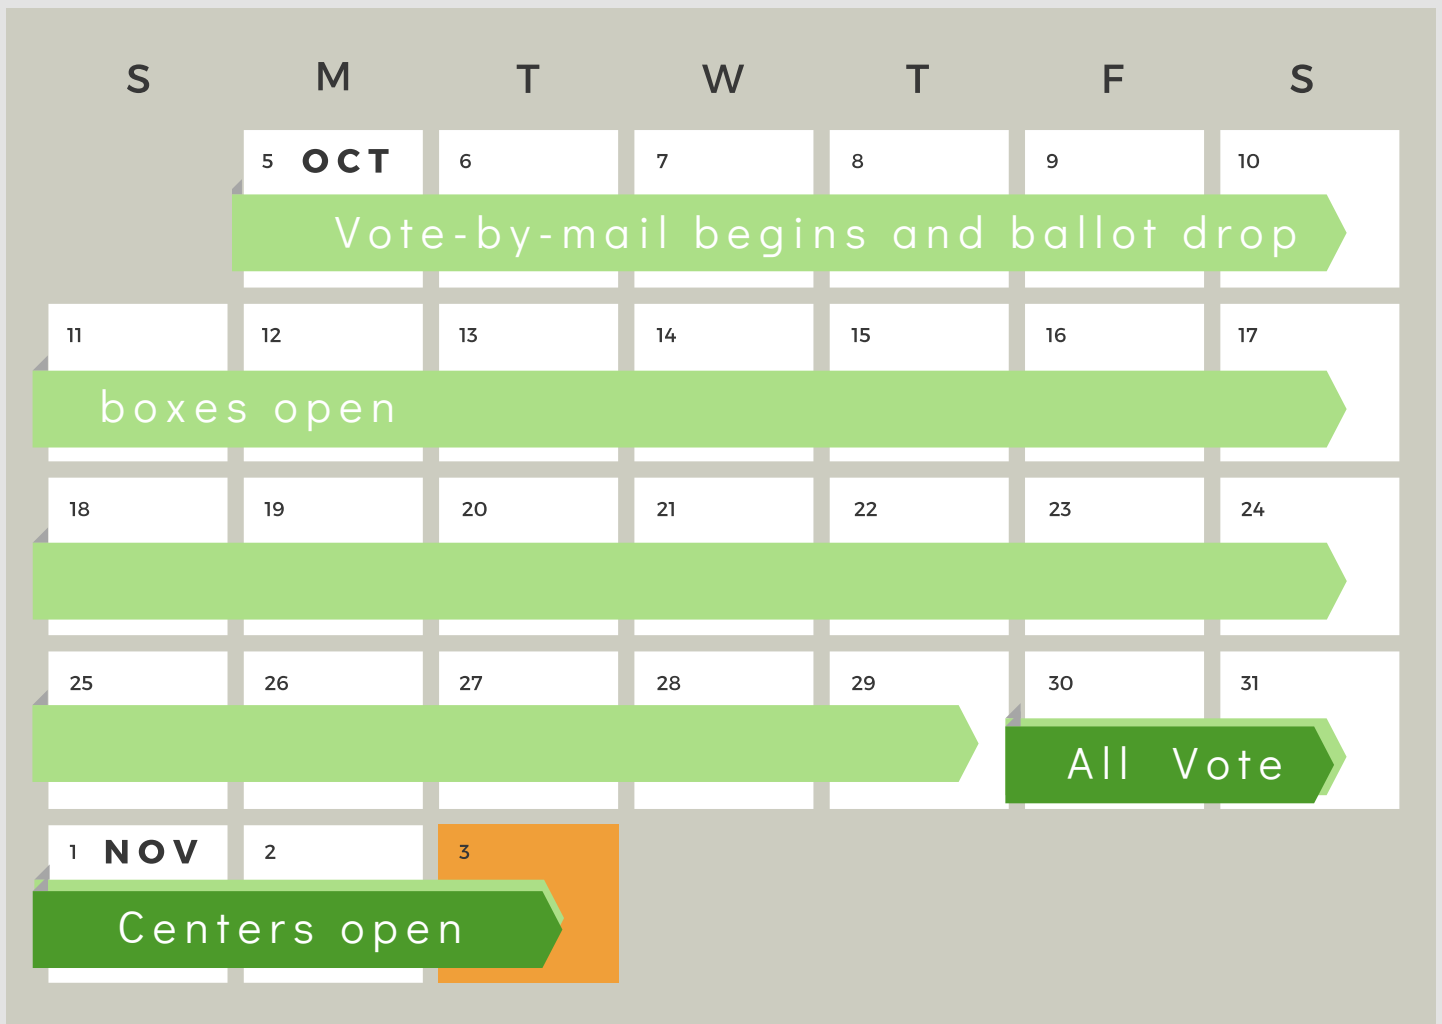 S M T W T F S
5 OCT 6 7 8 9 10
Vote-by-mail begins and ballot drop
11 12 13 14 15 16 17
boxes open
18 19 20 21 22 23 24
25 26 27 28 29 30 31
All Vote
1 NOV 2 3
Centers open